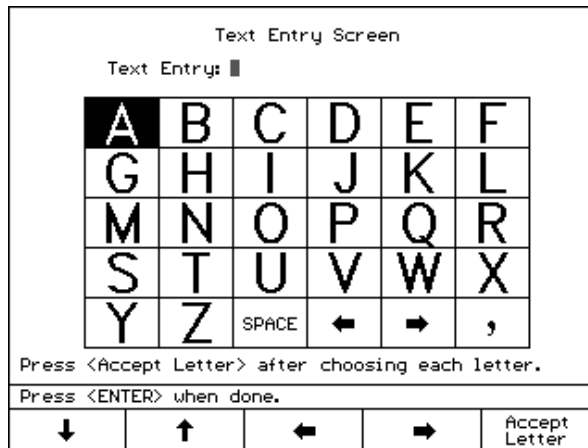 Text Entry Screen
Text Entry:
A B C D E F
G H I J K L
M N O P Q R
S T U V W X
Y Z SPACE ← → ,
Press <Accept Letter> after choosing each letter.
Press <ENTER> when done.
↓ ↑ ← → Accept Letter